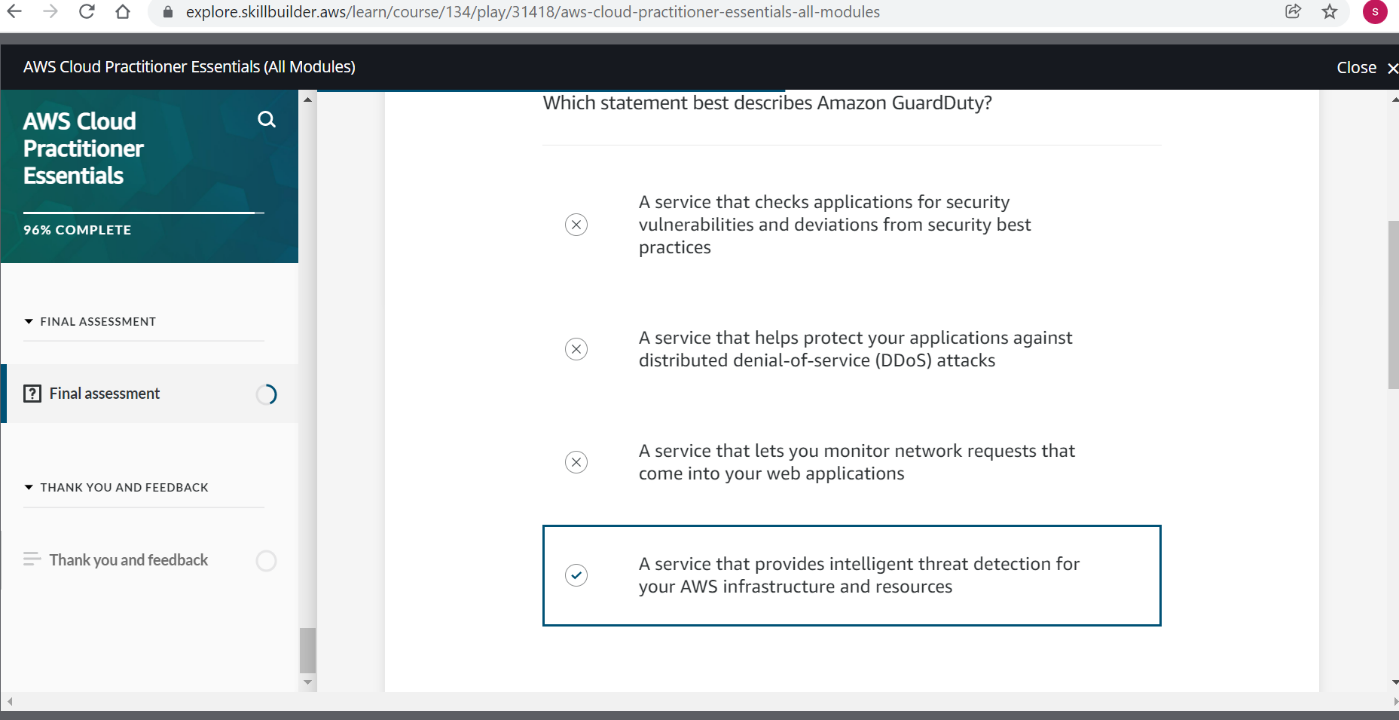 explore.skillbuilder.aws/learn/course/134/play/31418/aws-cloud-practitioner-essentials-all-modules
S
AWS Cloud Practitioner Essentials (All Modules)
Close
AWS Cloud
Practitioner
Essentials
96% COMPLETE
FINAL ASSESSMENT
Final assessment
THANK YOU AND FEEDBACK
Thank you and feedback
Which statement best describes Amazon GuardDuty?
A service that checks applications for security
vulnerabilities and deviations from security best
practices
A service that helps protect your applications against
distributed denial-of-service (DDoS) attacks
A service that lets you monitor network requests that
come into your web applications
A service that provides intelligent threat detection for
your AWS infrastructure and resources